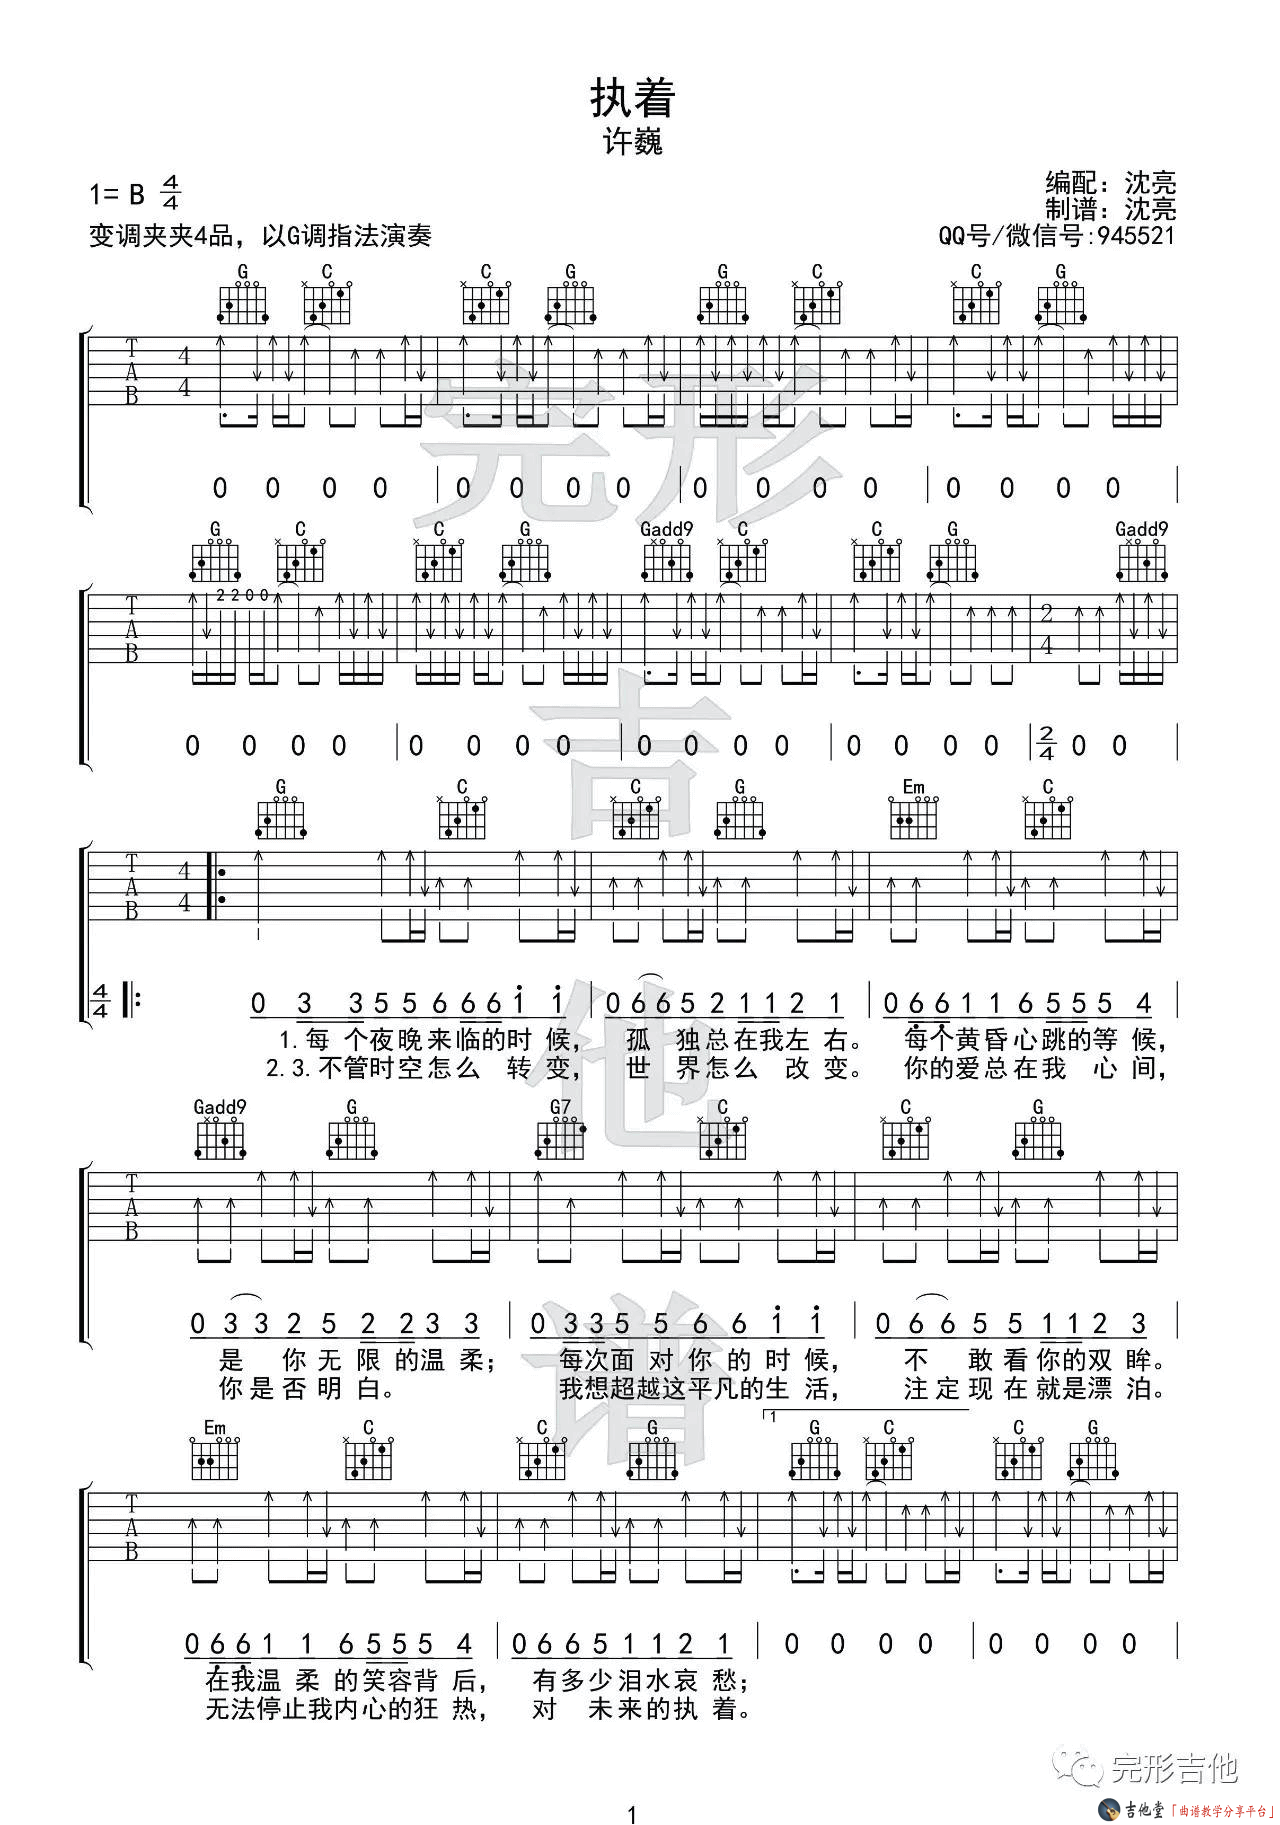 执着
许巍
1= B 4/4
编配：沈亮
制谱：沈亮
变调夹夹4品，以G调指法演奏
QQ号/微信号:945521
G C C G G C C G
T A B 4 4
0 0 0 0 0 0 0 0 0 0 0 0 0 0 0 0
G C C G Gadd9 C C G Gadd9
2 2 0 0
T A B 2 4
0 0 0 0 0 0 0 0 0 0 0 0 0 0 0 0 2/4 0 0
G C C G Em C
T A B 4 4
4/4 0 3 3 5 5 6 6 6 i i 0 6 6 5 2 1 1 2 1 0 6 6 1 1 6 5 5 5 4
1.每 个夜晚来临的时 候， 孤 独总在我左右。 每个黄昏心跳的等 候，
2.3.不管时空怎么 转 变， 世 界怎么 改 变。 你的爱总在我 心 间，
Gadd9 G G7 C C G
T A B
0 3 3 2 5 2 2 3 3 0 3 3 5 5 6 6 i i 0 6 6 5 5 1 1 2 3
是 你 无 限 的温 柔； 每次面 对 你 的 时 候， 不 敢看你的双 眸。
你 是 否 明 白。 我想超越这平凡的生 活， 注 定 现 在 就是漂 泊。
Em C C G 1 G C C G
T A B
0 6 6 1 1 6 5 5 5 4 0 6 6 5 1 1 2 1 0 0 0 0 0 0 0 0
在我温 柔 的笑容背 后， 有多少泪水哀 愁；
无法停止我内心的狂 热， 对 未来的执 着。
完形吉他谱
完形吉他
1
吉他堂「曲谱教学分享平台」